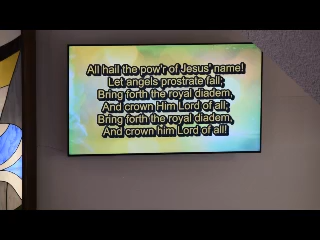 All hail the pow'r of Jesus' name!
Let angels prostrate fall;
Bring forth the royal diadem,
And crown Him Lord of all;
Bring forth the royal diadem,
And crown him Lord of all!